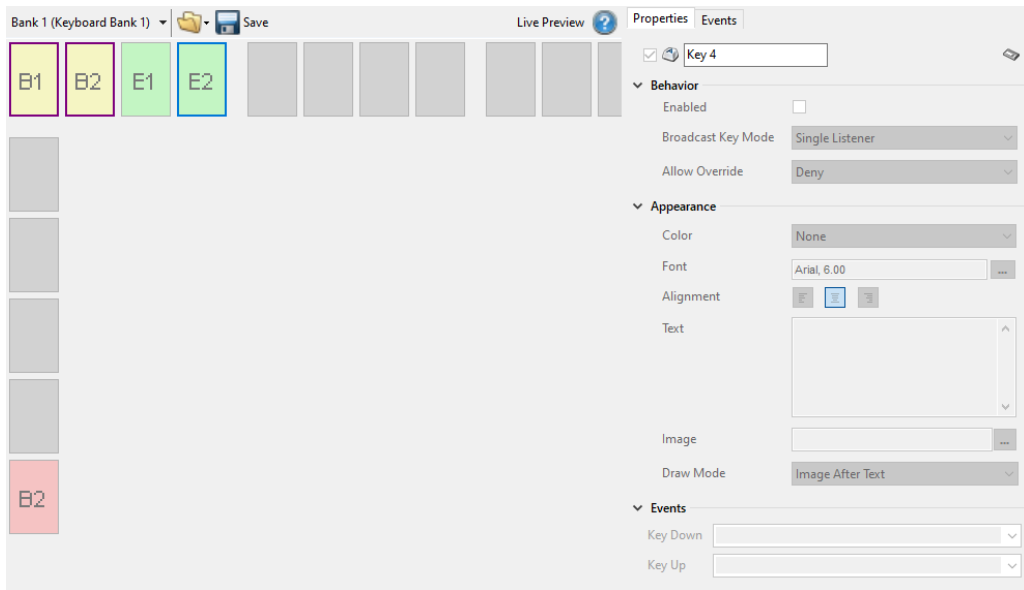 Bank 1 (Keyboard Bank 1) Save Live Preview ?
Properties Events
B1 B2 E1 E2
Key 4
Behavior
Enabled
Broadcast Key Mode Single Listener
Allow Override Deny
Appearance
Color None
Font Arial, 6.00 ...
Alignment
Text
Image ...
Draw Mode Image After Text
B2
Events
Key Down
Key Up